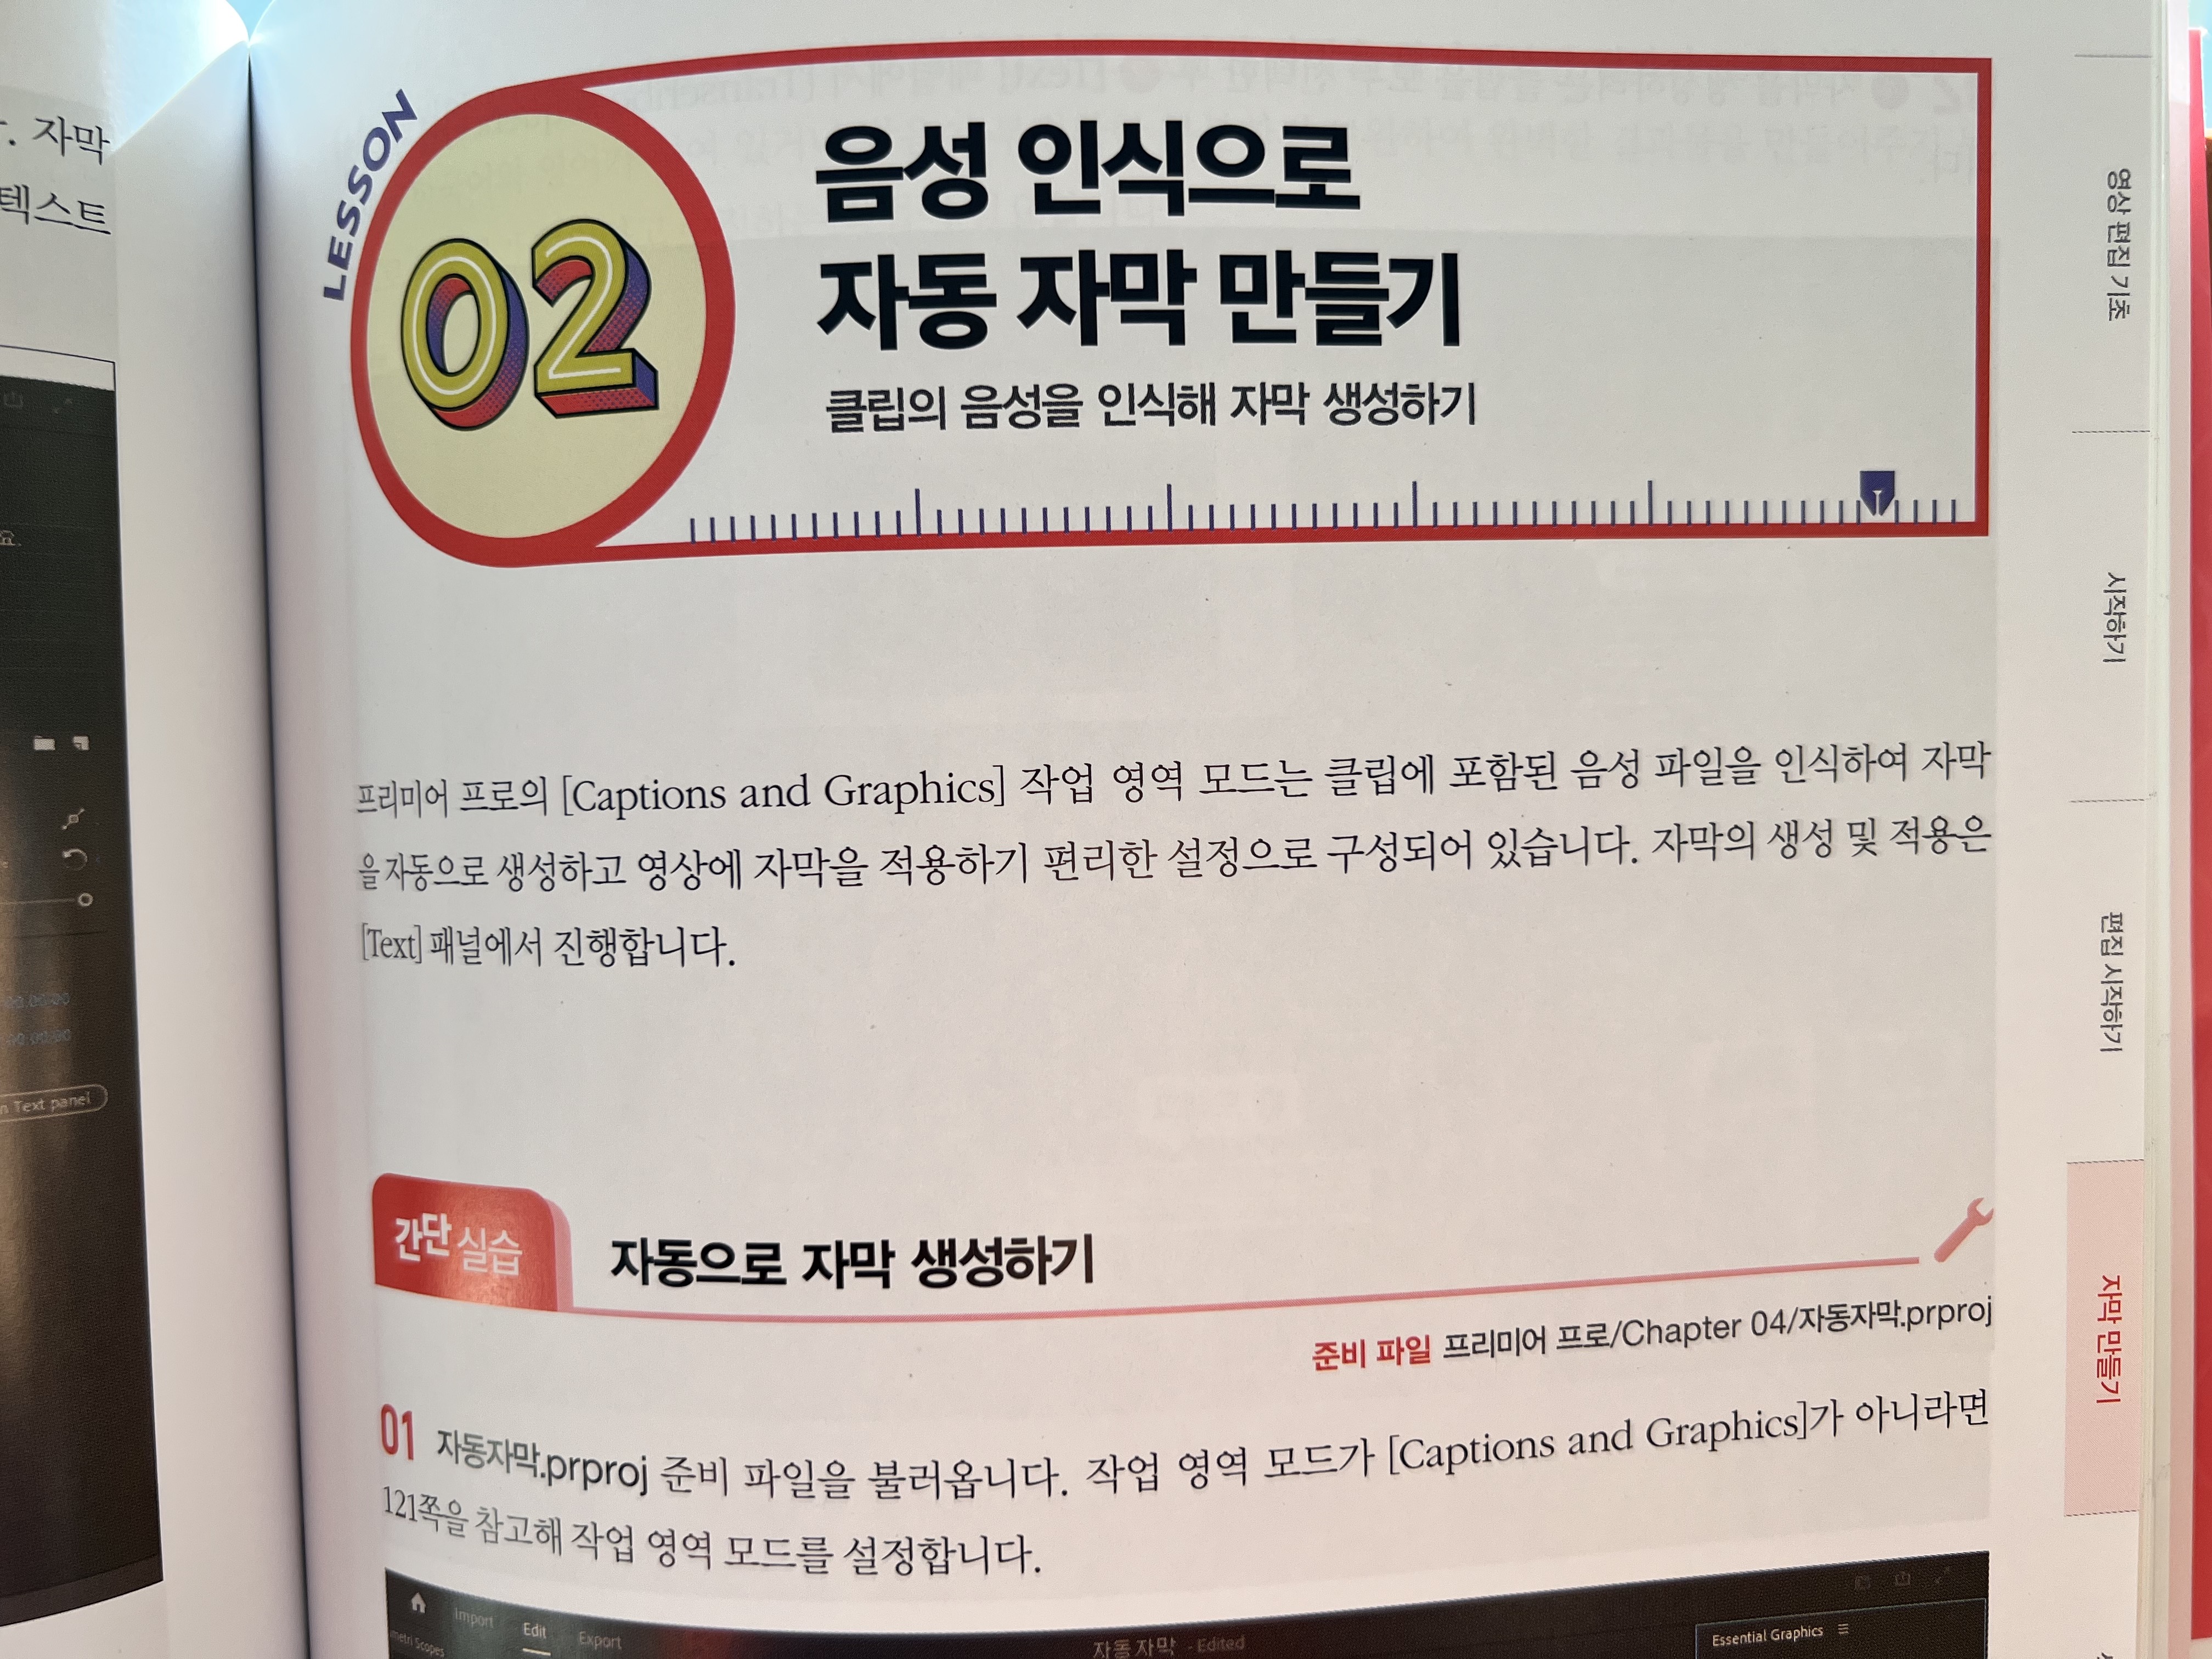 자막
텍스트
n Text panel
LESSON
02
음성 인식으로
자동 자막 만들기
클립의 음성을 인식해 자막 생성하기
프리미어 프로의 [Captions and Graphics] 작업 영역 모드는 클립에 포함된 음성 파일을 인식하여 자막
을 자동으로 생성하고 영상에 자막을 적용하기 편리한 설정으로 구성되어 있습니다. 자막의 생성 및 적용은
[Text] 패널에서 진행합니다.
간단 실습
자동으로 자막 생성하기
준비 파일 프리미어 프로/Chapter 04/자동자막.prproj
01 자동자막.prproj 준비 파일을 불러옵니다. 작업 영역 모드가 [Captions and Graphics]가 아니라면
121쪽을 참고해 작업 영역 모드를 설정합니다.
Import Edit Export
자동자막 - Edited
metri Scopes
Essential Graphics
영상 편집 기초
시작하기
편집 시작하기
자막 만들기